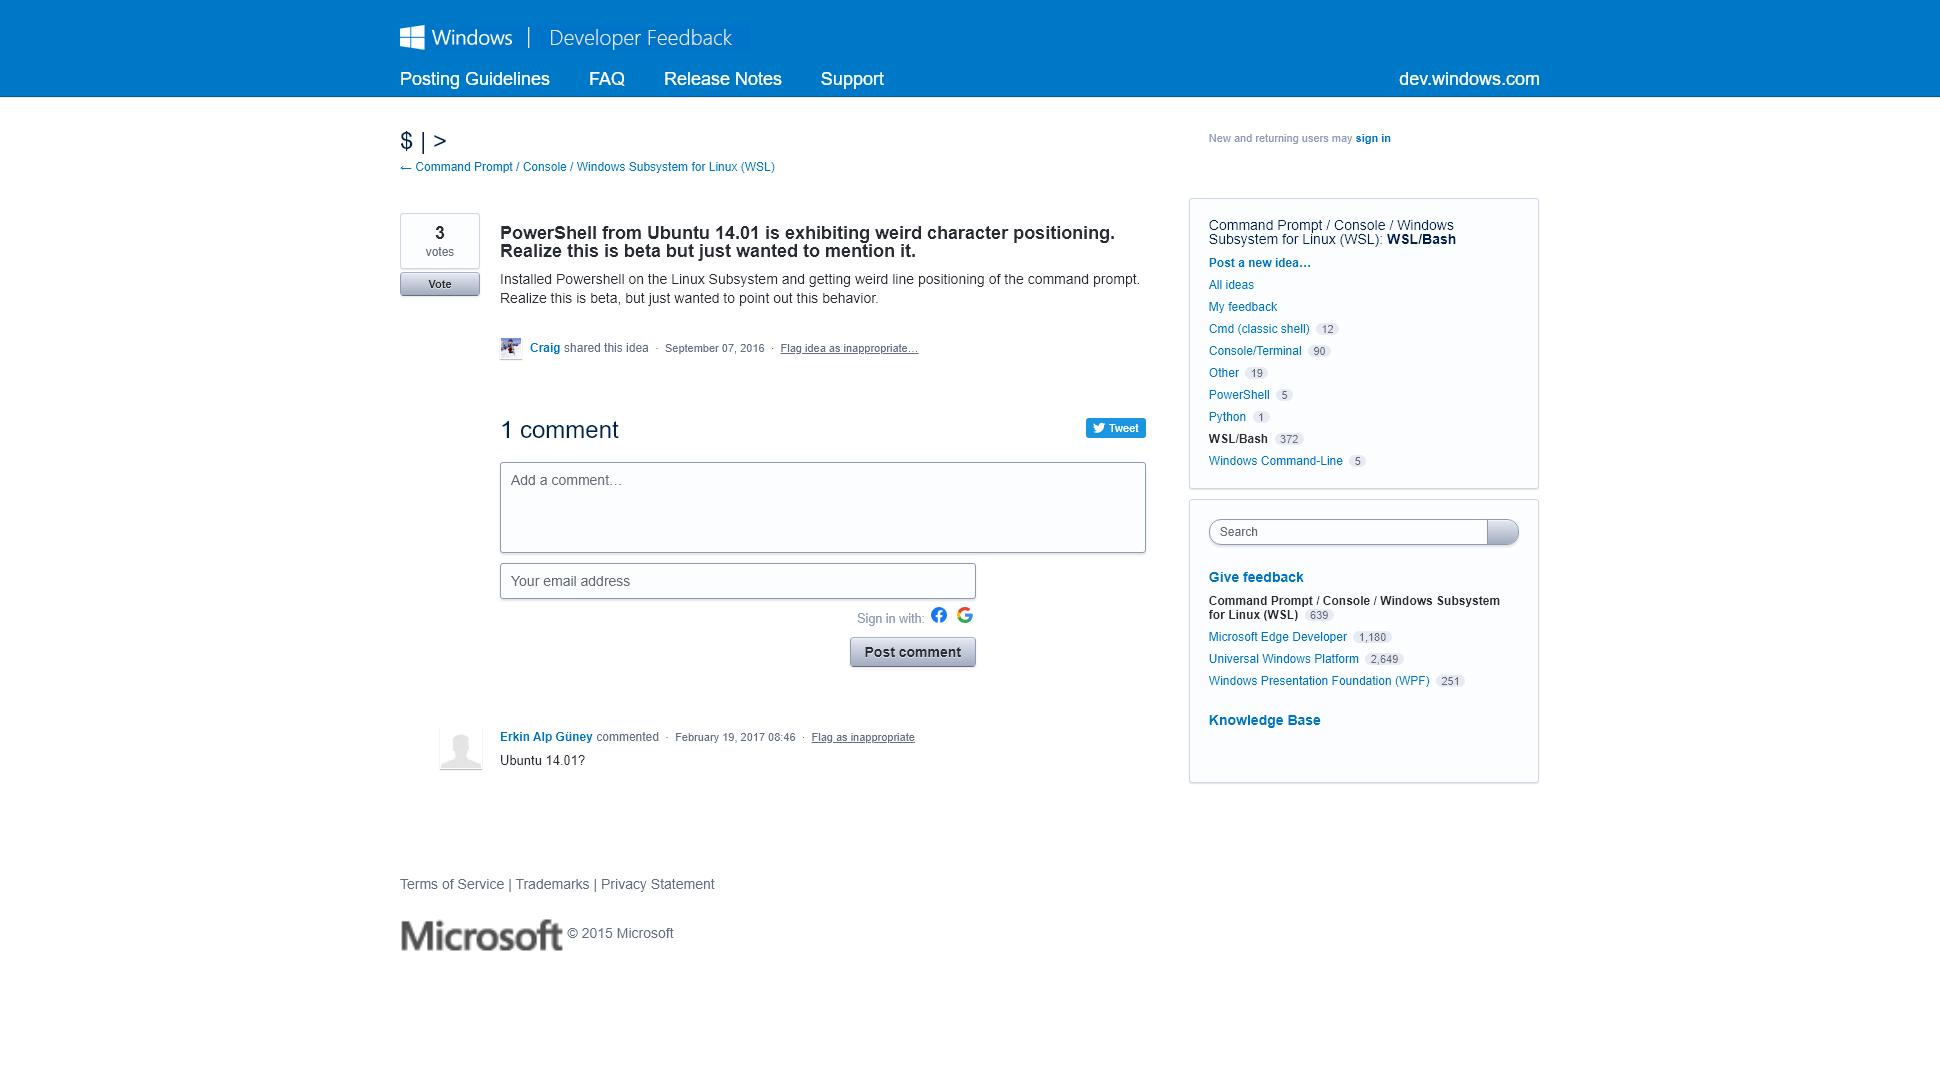 Windows | Developer Feedback
Posting Guidelines FAQ Release Notes Support dev.windows.com
$ | >
← Command Prompt / Console / Windows Subsystem for Linux (WSL)
New and returning users may sign in
3
votes
Vote
PowerShell from Ubuntu 14.01 is exhibiting weird character positioning.
Realize this is beta but just wanted to mention it.
Installed Powershell on the Linux Subsystem and getting weird line positioning of the command prompt.
Realize this is beta, but just wanted to point out this behavior.
Craig shared this idea · September 07, 2016 · Flag idea as inappropriate…
1 comment
Tweet
Add a comment…
Your email address
Sign in with:
Post comment
Erkin Alp Güney commented · February 19, 2017 08:46 · Flag as inappropriate
Ubuntu 14.01?
Command Prompt / Console / Windows
Subsystem for Linux (WSL): WSL/Bash
Post a new idea…
All ideas
My feedback
Cmd (classic shell) 12
Console/Terminal 90
Other 19
PowerShell 5
Python 1
WSL/Bash 372
Windows Command-Line 5
Search
Give feedback
Command Prompt / Console / Windows Subsystem
for Linux (WSL) 639
Microsoft Edge Developer 1,180
Universal Windows Platform 2,649
Windows Presentation Foundation (WPF) 251
Knowledge Base
Terms of Service | Trademarks | Privacy Statement
Microsoft © 2015 Microsoft